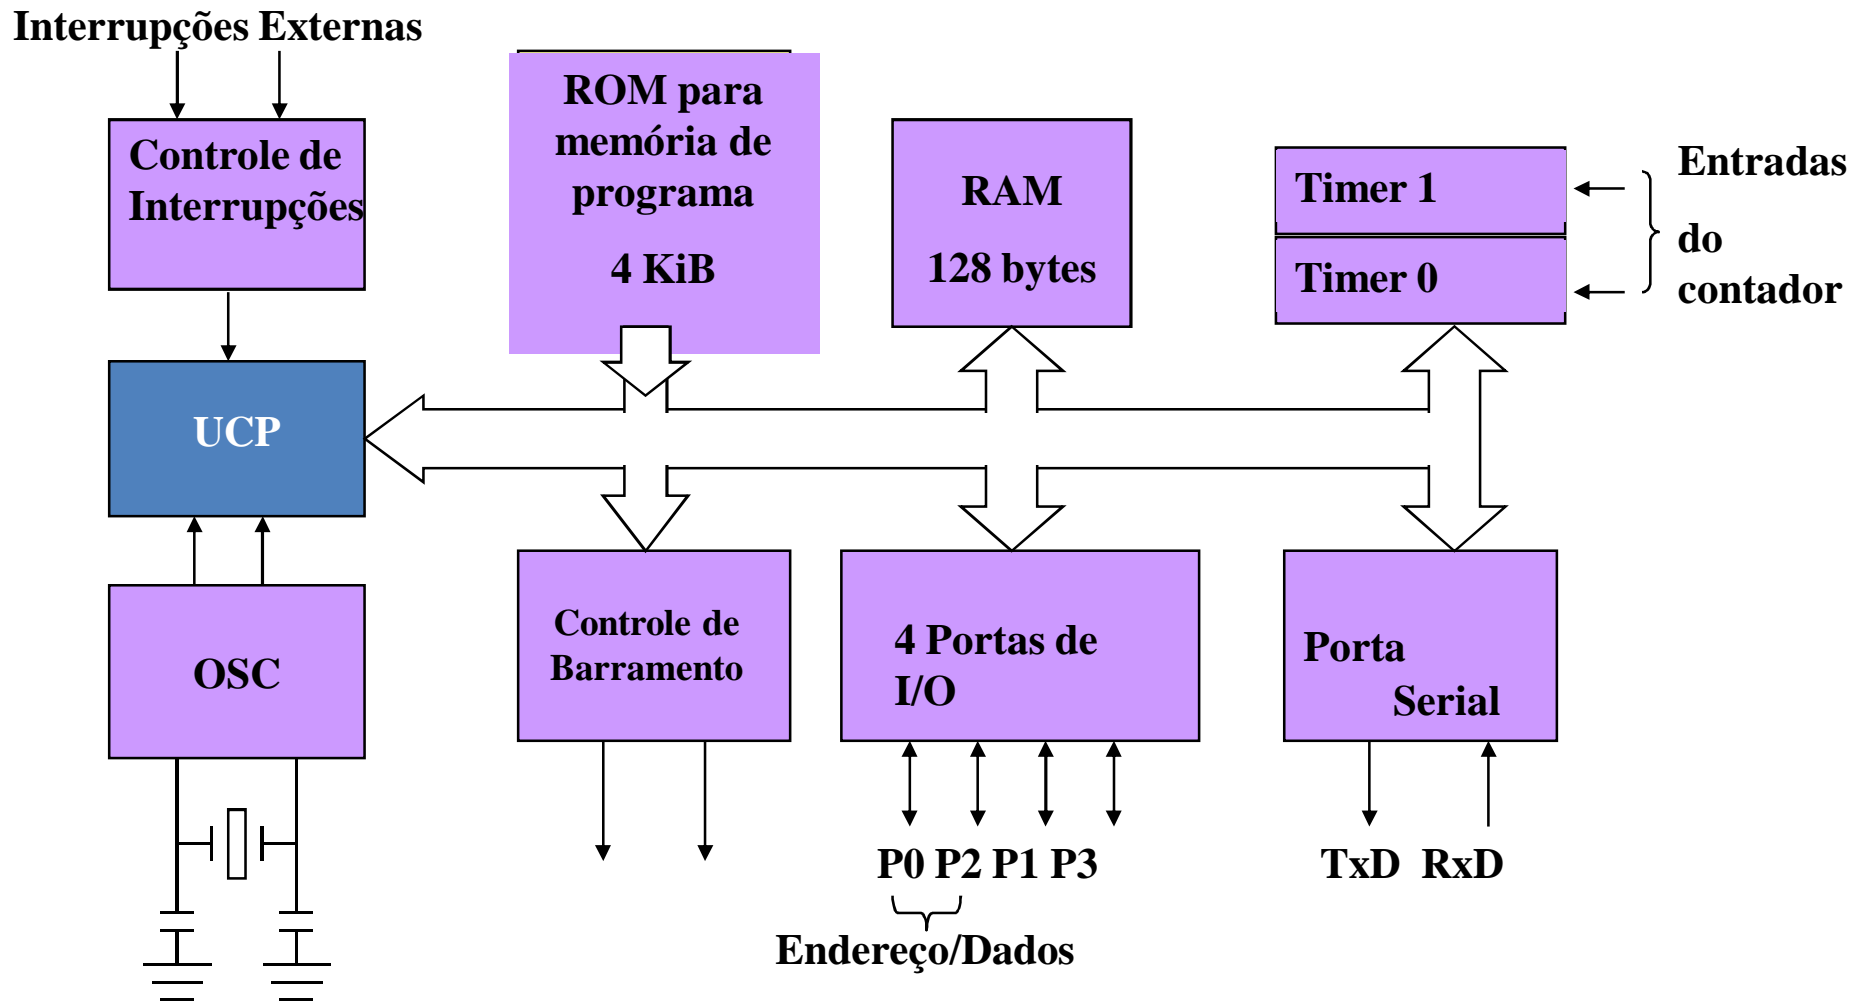 Interrupções Externas
Controle de
Interrupções
ROM para
memória de
programa
4 KiB
RAM
128 bytes
Timer 1
Timer 0
Entradas
do
contador
UCP
OSC
Controle de
Barramento
4 Portas de
I/O
Porta
Serial
P0 P2 P1 P3
TxD RxD
Endereço/Dados